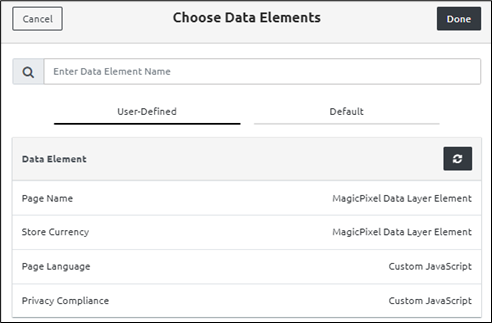 Cancel
Choose Data Elements
Done
Enter Data Element Name
User-Defined Default
Data Element
Page Name MagicPixel Data Layer Element
Store Currency MagicPixel Data Layer Element
Page Language Custom JavaScript
Privacy Compliance Custom JavaScript